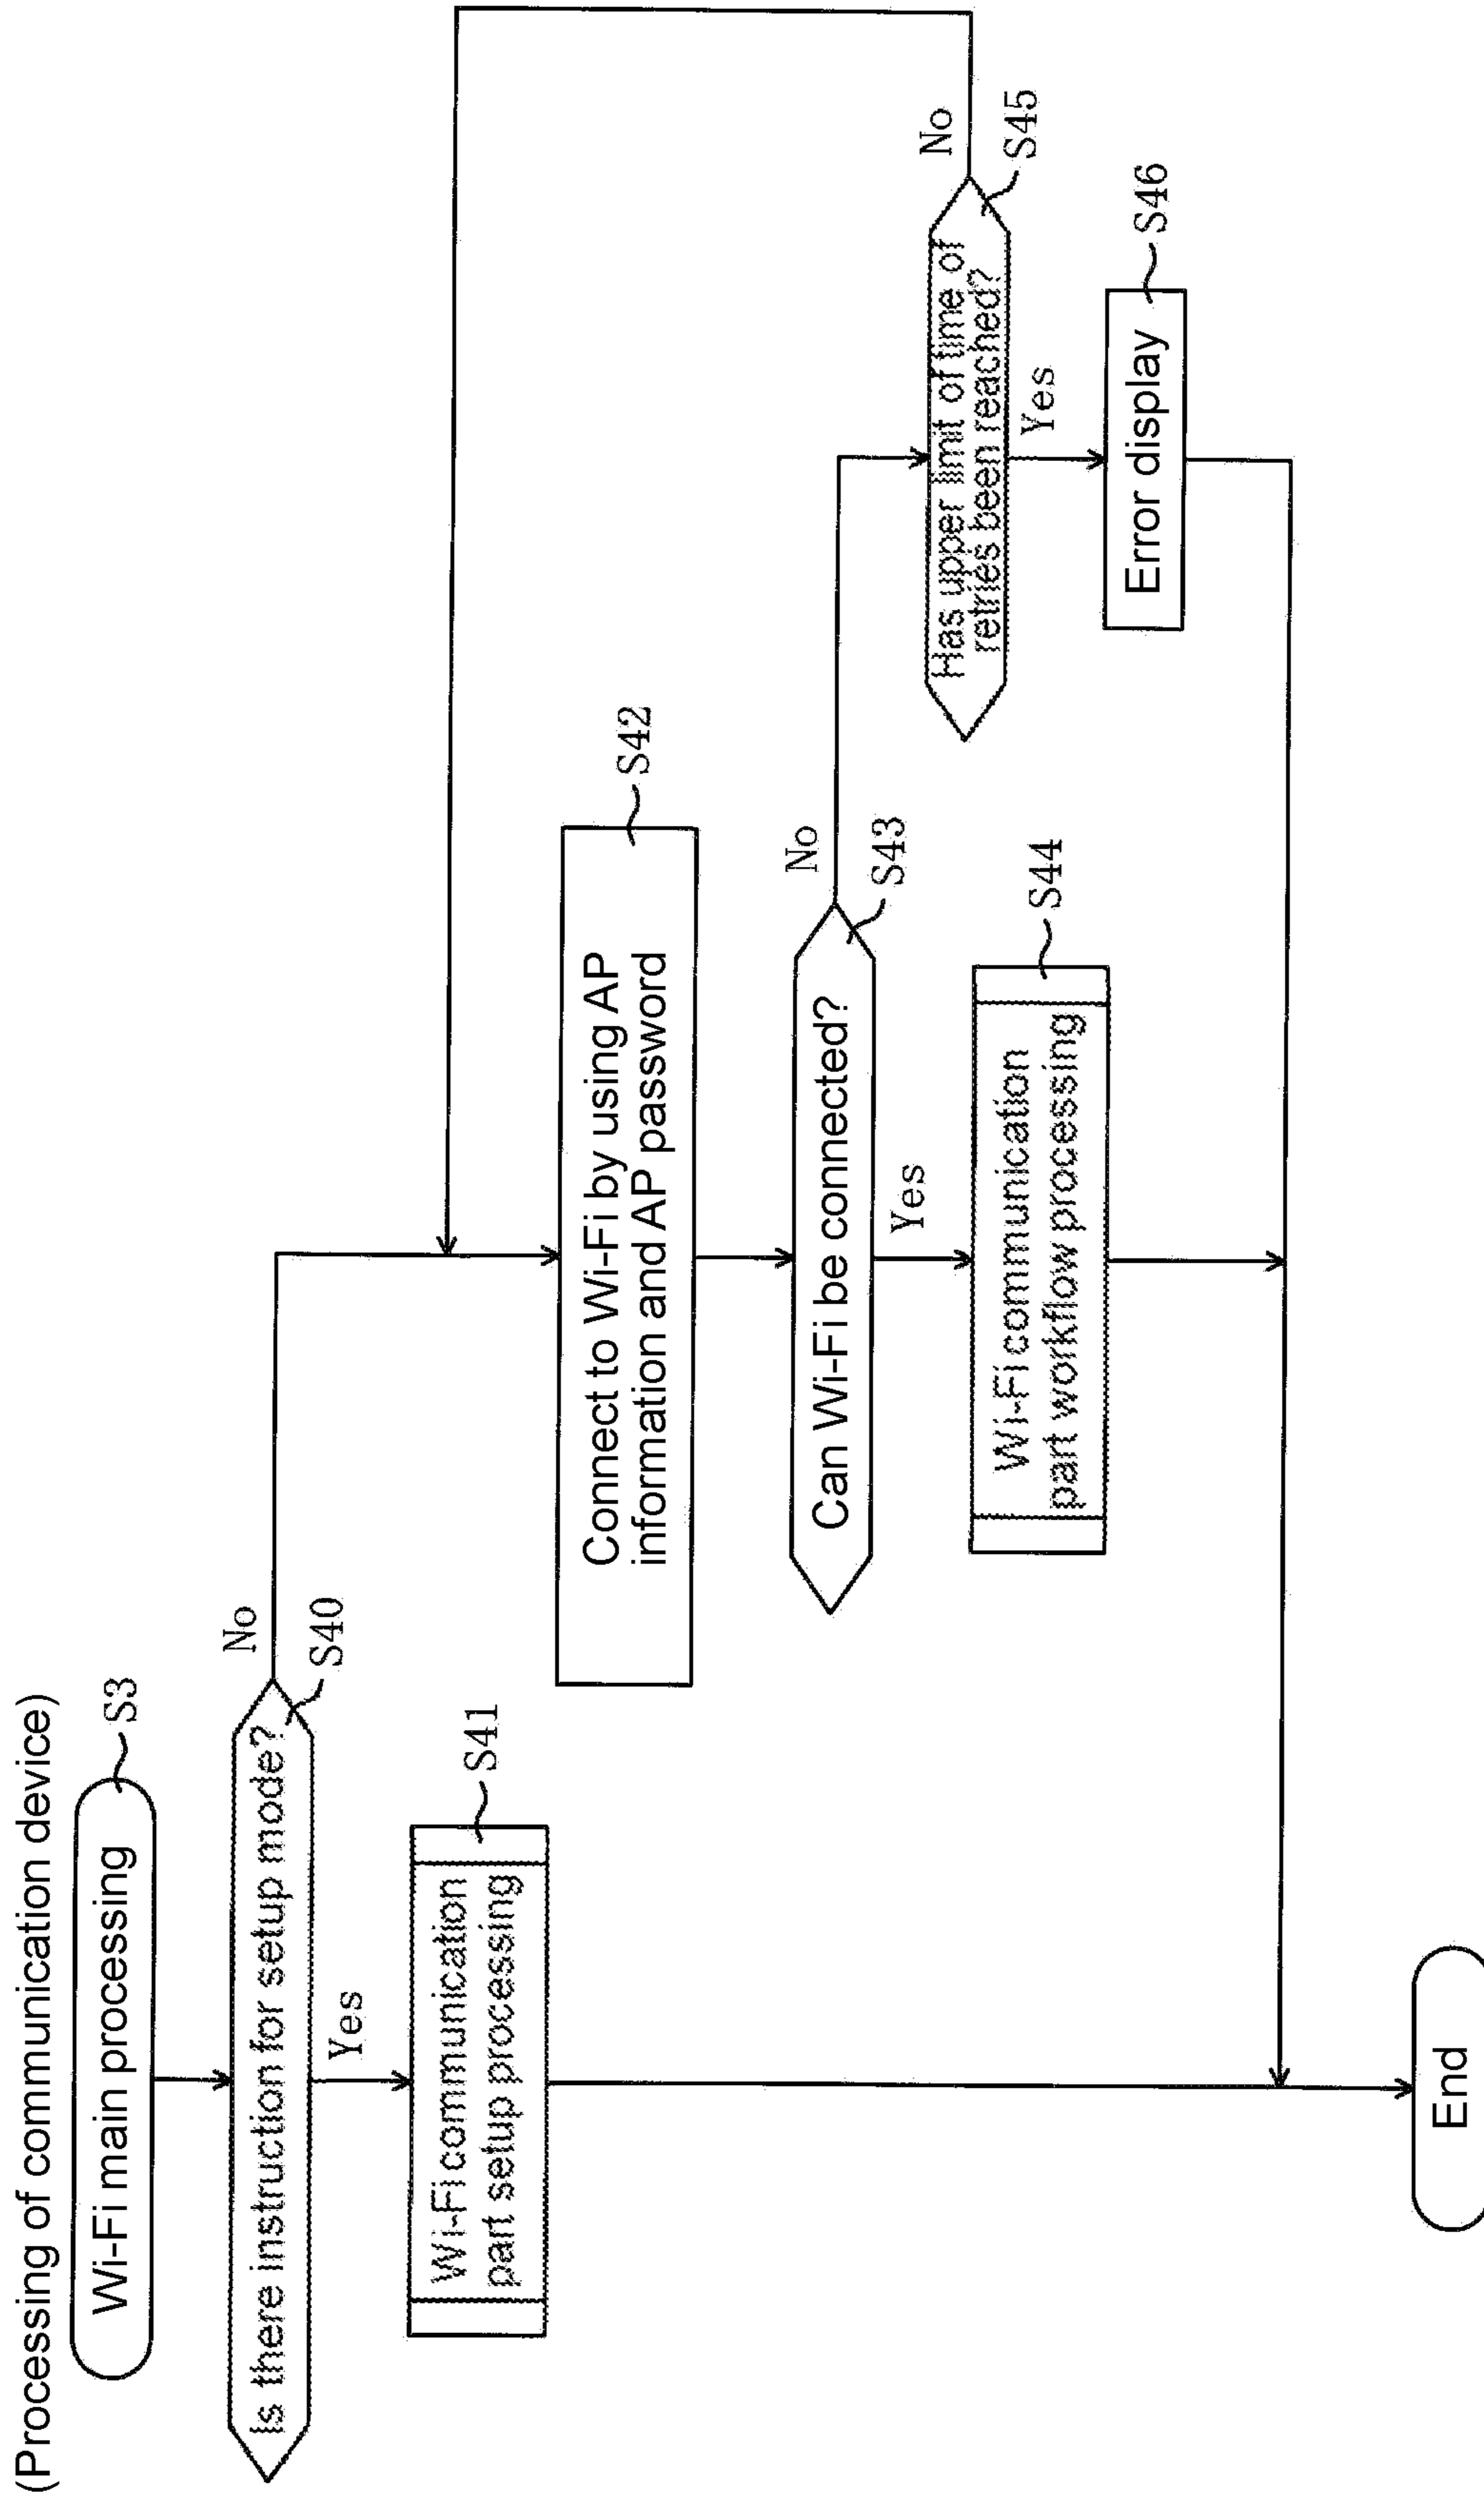 (Processing of communication device)
Wi-Fi main processing
S3
Is there instruction for setup mode?
S40
No
Yes
Wi-Fi communication
part setup processing
S41
Connect to Wi-Fi by using AP
information and AP password
S42
Can Wi-Fi be connected?
S43
No
Yes
Wi-Fi communication
part workflow processing
S44
Has upper limit of time of
retries been reached?
S45
No
Yes
Error display
S46
End